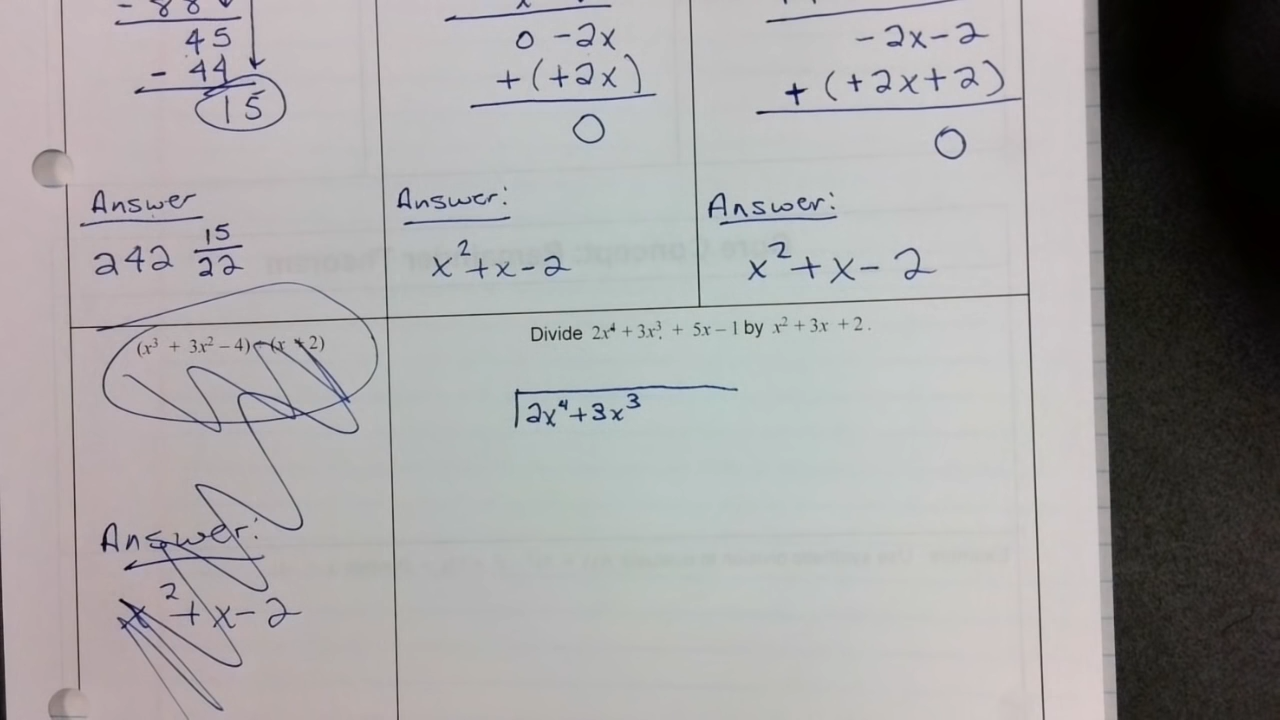 - 88
45
- 44
15
Answer
242 15/22
0 -2x
+(+2x)
0
Answer:
x²+x-2
-2x-2
+(+2x+2)
0
Answer:
x²+x-2
(x³ + 3x² – 4) ÷ (x + 2)
Answer:
x²+x-2
Divide 2x⁴ + 3x³ + 5x – 1 by x² + 3x + 2.
2x⁴+3x³